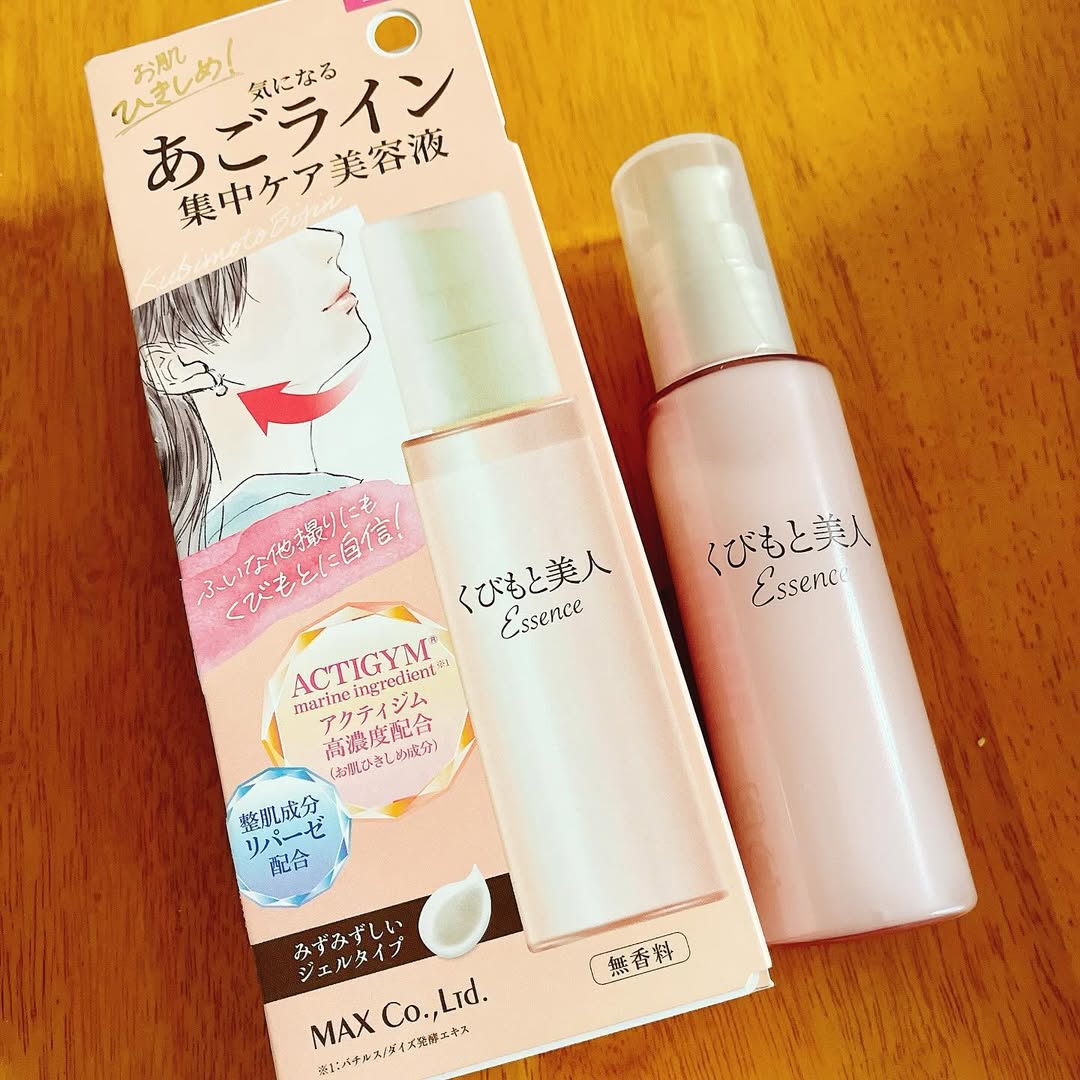 お肌
ひきしめ!
気になる
あごライン
集中ケア美容液
Kubimoto Bijin
ふいな他撮りにも
くびもとに自信!
ACTIGYM®
marine ingredient※1
アクティジム
高濃度配合
(お肌ひきしめ成分)
整肌成分
リパーゼ
配合
みずみずしい
ジェルタイプ
くびもと美人
Essence
無香料
MAX Co.,Ltd.
※1:バチルス/ダイズ発酵エキス
くびもと美人
Essence